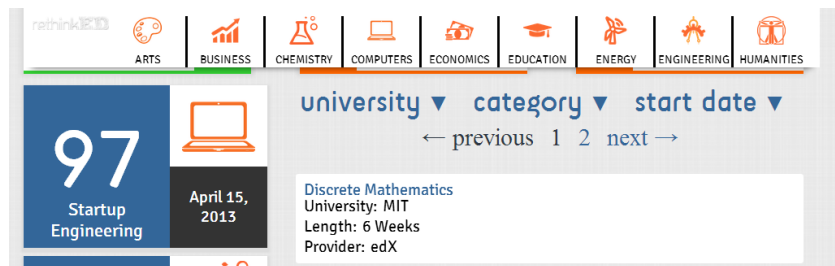 rethinkED
ARTS BUSINESS CHEMISTRY COMPUTERS ECONOMICS EDUCATION ENERGY ENGINEERING HUMANITIES
university ▼ category ▼ start date ▼
← previous 1 2 next →
97
Startup
Engineering
April 15,
2013
Discrete Mathematics
University: MIT
Length: 6 Weeks
Provider: edX